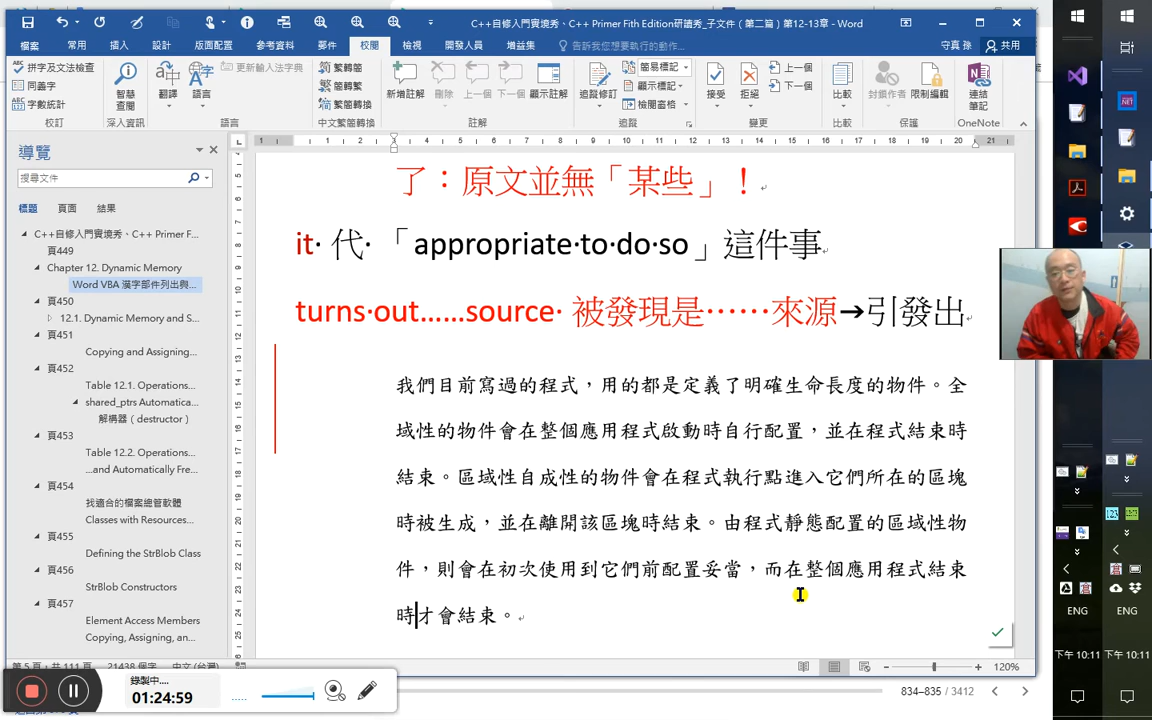 C++自修入門實境秀、C++ Primer Fith Edition研讀秀_子文件（第二篇）第12-13章 - Word
檔案 常用 插入 設計 版面配置 參考資料 郵件 校閱 檢視 開發人員 增益集 告訴我您想要執行的動作... 守真 孫 共用
拼字及文法檢查
同義字
字數統計
校訂
智慧查閱
深入資訊
翻譯 語言 更新輸入法字典
語言
繁轉簡
簡轉繁
繁簡轉換
中文繁簡轉換
新增註解 刪除 上一個 下一個 顯示註解
註解
追蹤修訂 簡易標記
顯示標記
檢閱窗格
追蹤
接受 拒絕 上一個
下一個
變更
比較
比較
封鎖作者 限制編輯
保護
連結筆記
OneNote
導覽
搜尋文件
標題 頁面 結果
C++自修入門實境秀、C++ Primer F...
頁449
Chapter 12. Dynamic Memory
Word VBA 漢字部件列出與...
頁450
12.1. Dynamic Memory and S...
頁451
Copying and Assigning...
頁452
Table 12.1. Operations...
shared_ptrs Automatica...
解構器（destructor）
頁453
Table 12.2. Operations...
...and Automatically Fre...
頁454
找適合的檔案總管軟體
Classes with Resources...
頁455
Defining the StrBlob Class
頁456
StrBlob Constructors
頁457
Element Access Members
Copying, Assigning, an...
了：原文並無「某些」！
it 代 「appropriate to do so」這件事
turns out……source 被發現是……來源→引發出
我們目前寫過的程式，用的都是定義了明確生命長度的物件。全
域性的物件會在整個應用程式啟動時自行配置，並在程式結束時
結束。區域性自成性的物件會在程式執行點進入它們所在的區塊
時被生成，並在離開該區塊時結束。由程式靜態配置的區域性物
件，則會在初次使用到它們前配置妥當，而在整個應用程式結束
時才會結束。
第 5 頁，共 111 頁 21438 個字 中文 (台灣)
120%
錄製中....
01:24:59
834–835 / 3412
ENG ENG
下午 10:11 下午 10:11